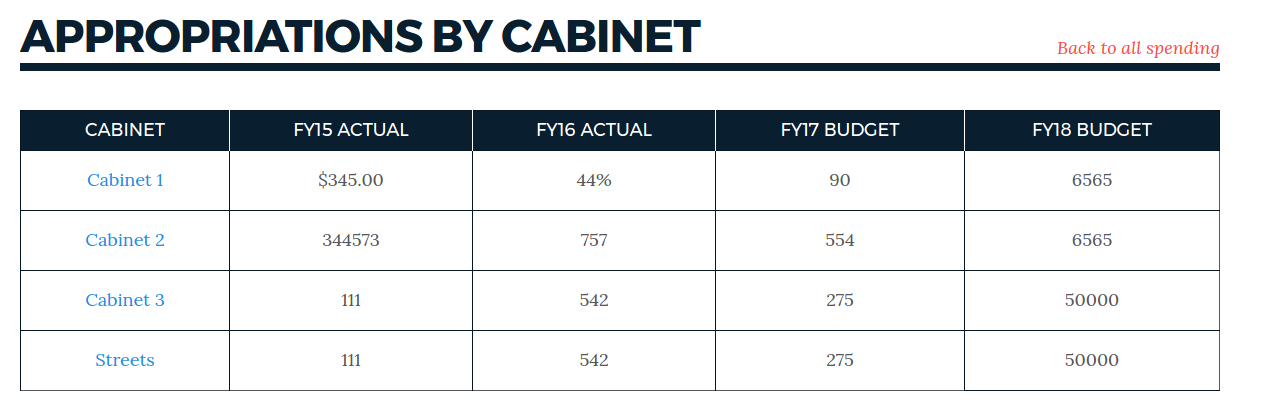 APPROPRIATIONS BY CABINET
Back to all spending
CABINET FY15 ACTUAL FY16 ACTUAL FY17 BUDGET FY18 BUDGET
Cabinet 1 $345.00 44% 90 6565
Cabinet 2 344573 757 554 6565
Cabinet 3 111 542 275 50000
Streets 111 542 275 50000